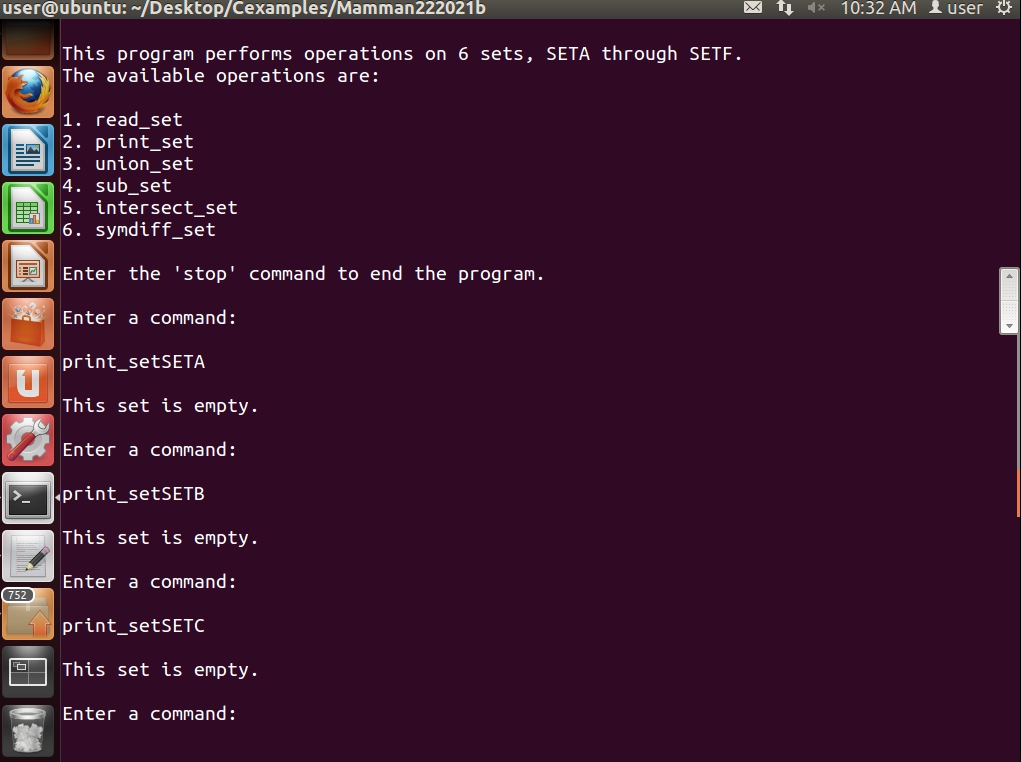 user@ubuntu: ~/Desktop/Cexamples/Mamman222021b
10:32 AM user
This program performs operations on 6 sets, SETA through SETF.
The available operations are:
1. read_set
2. print_set
3. union_set
4. sub_set
5. intersect_set
6. symdiff_set
Enter the 'stop' command to end the program.
Enter a command:
print_setSETA
This set is empty.
Enter a command:
print_setSETB
This set is empty.
Enter a command:
752
print_setSETC
This set is empty.
Enter a command: